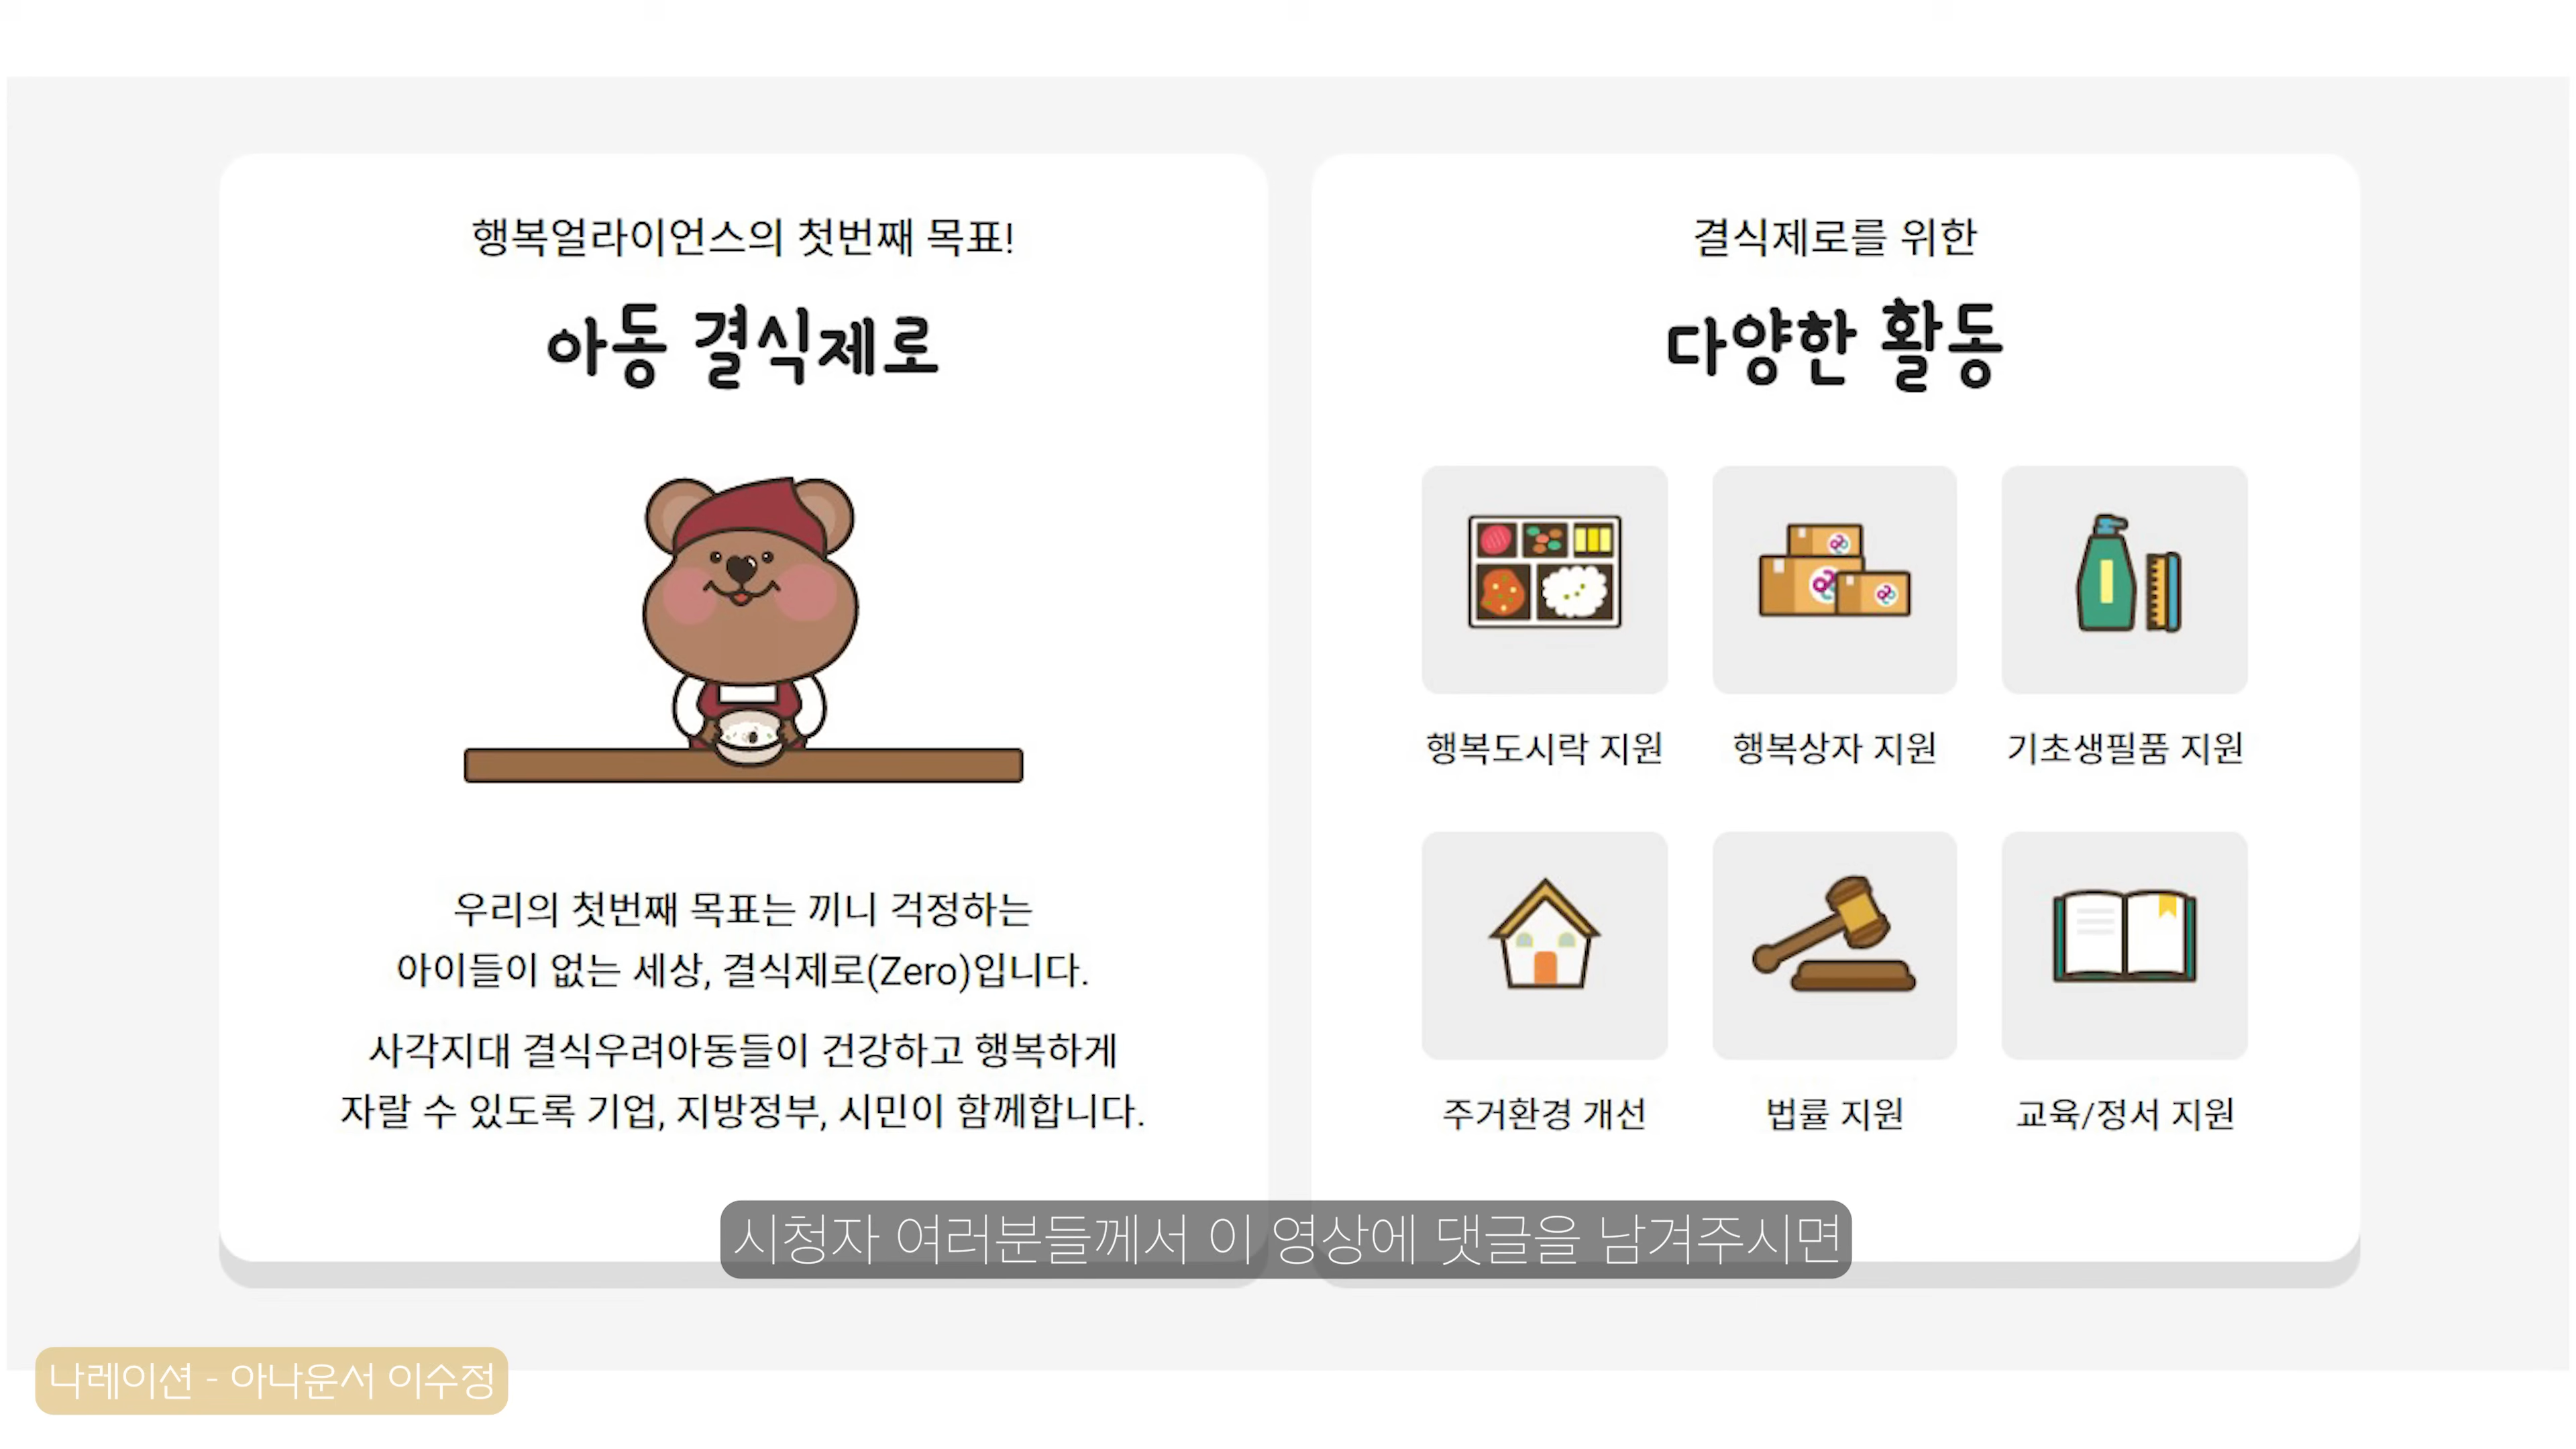 행복얼라이언스의 첫번째 목표!
아동 결식제로
우리의 첫번째 목표는 끼니 걱정하는
아이들이 없는 세상, 결식제로(Zero)입니다.
사각지대 결식우려아동들이 건강하고 행복하게
자랄 수 있도록 기업, 지방정부, 시민이 함께합니다.
결식제로를 위한
다양한 활동
행복도시락 지원
행복상자 지원
기초생필품 지원
주거환경 개선
법률 지원
교육/정서 지원
시청자 여러분들께서 이 영상에 댓글을 남겨주시면
나레이션 - 아나운서 이수정